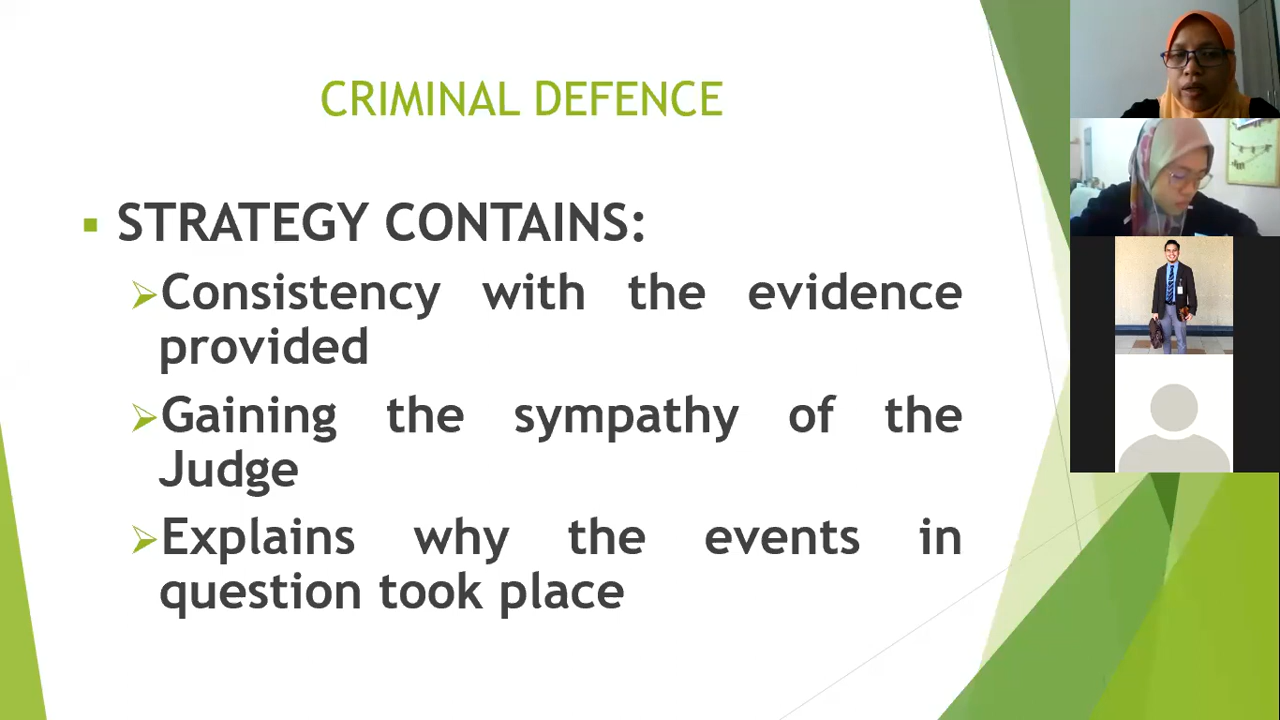 CRIMINAL DEFENCE
STRATEGY CONTAINS:
Consistency with the evidence
provided
Gaining the sympathy of the
Judge
Explains why the events in
question took place